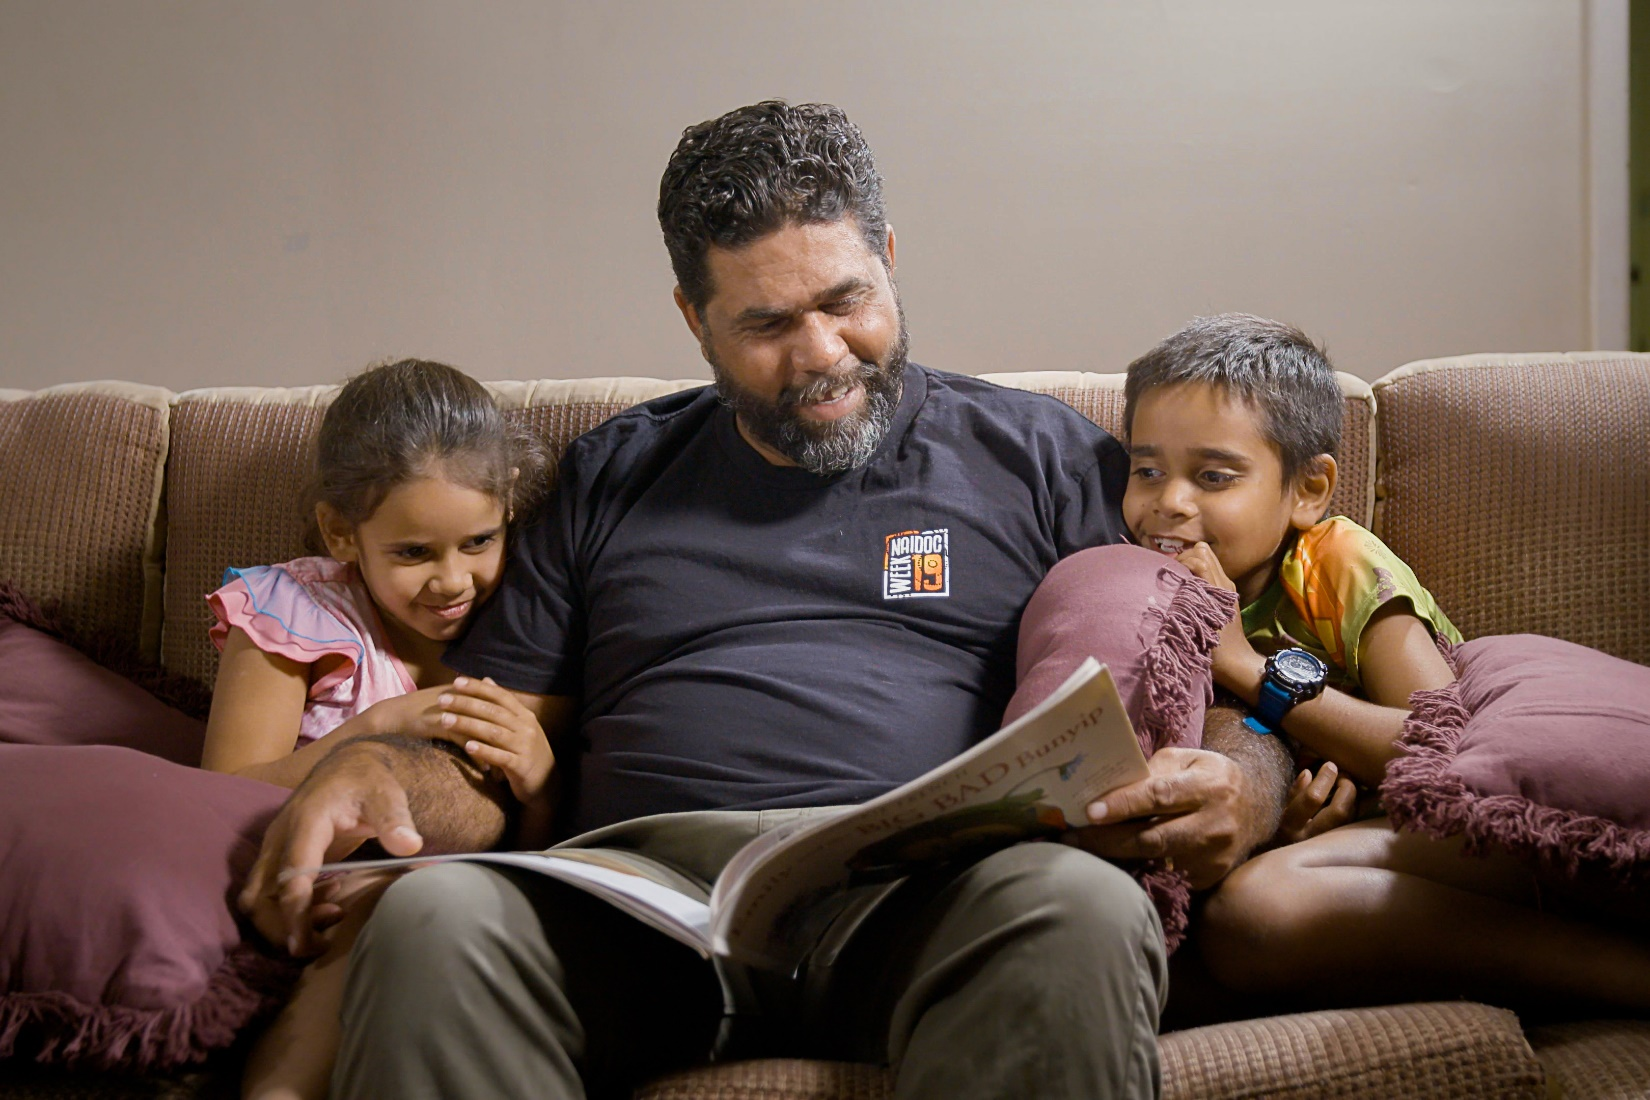 NAIDOC
WEEK
19
BIG BAD Bunyip